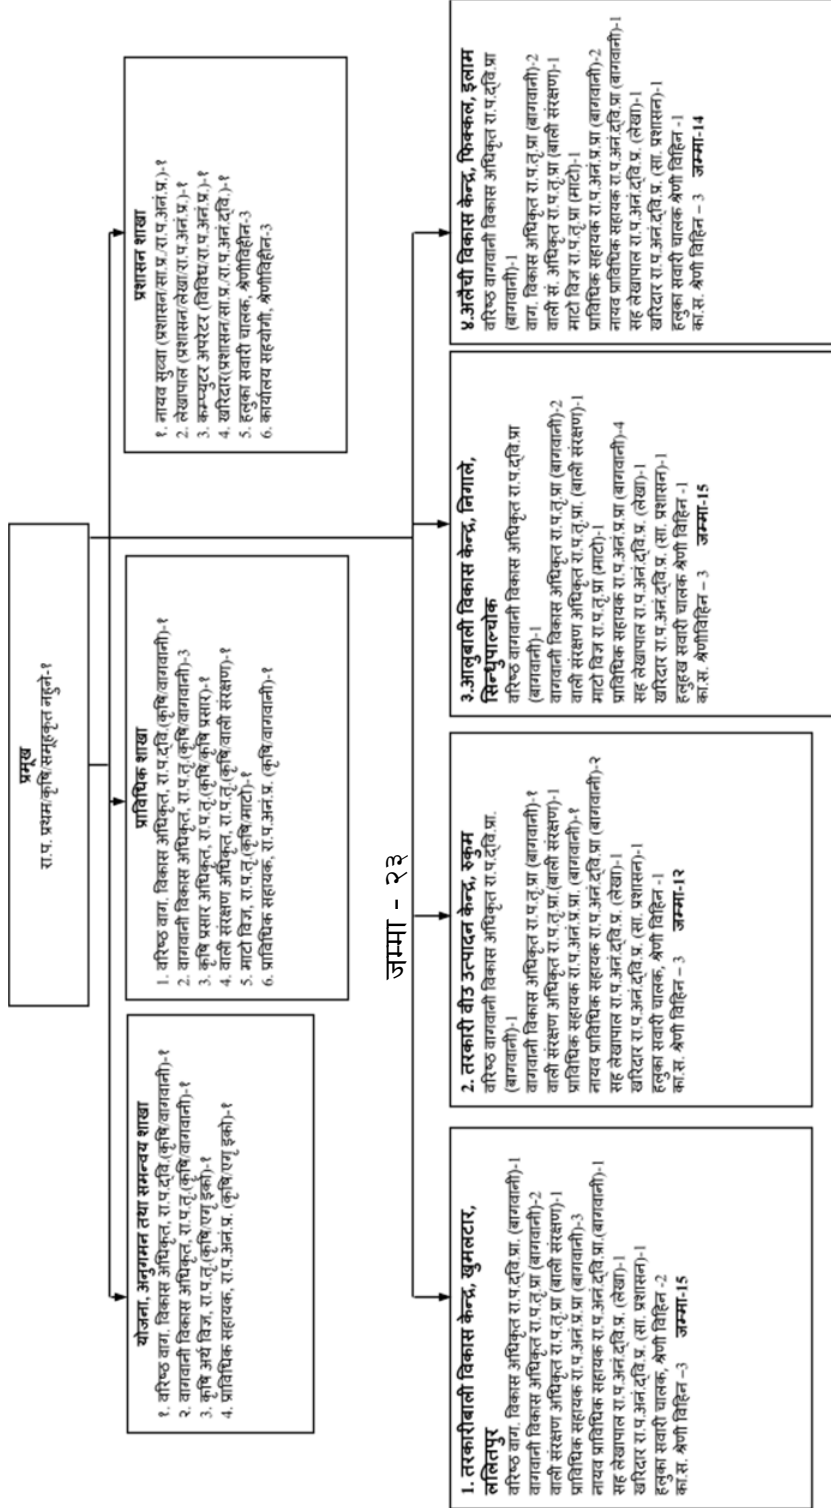 प्रमूख
रा.प. प्रथम/कृषि/समूहकृत नहुने-१
योजना, अनुगमन तथा समन्वय शाखा
१. वरिष्ठ वाग. विकास अधिकृत, रा.प.द्वि.(कृषि/वागवानी)-१
२. वागवानी विकास अधिकृत, रा.प.तृ.(कृषि/वागवानी)-१
3. कृषि अर्थ विज्ञ, रा.प.तृ.(कृषि/एगृ इको)-१
4. प्राविधिक सहायक, रा.प.अनं.प्र. (कृषि/एगृ इको)-१
प्राविधिक शाखा
1. वरिष्ठ वाग. विकास अधिकृत, रा.प.द्वि.(कृषि/वागवानी)-१
2. वागवानी विकास अधिकृत, रा.प.तृ.(कृषि/वागवानी)-3
3. कृषि प्रसार अधिकृत, रा.प.तृ.(कृषि/कृषि प्रसार)-१
4. वाली संरक्षण अधिकृत, रा.प.तृ.(कृषि/वाली संरक्षण)-१
5. माटो विज्ञ, रा.प.तृ.(कृषि/माटो)-१
6. प्राविधिक सहायक, रा.प.अनं.प्र. (कृषि/वागवानी)-१
प्रशासन शाखा
१. नायव सुव्वा (प्रशासन/सा.प्र./रा.प.अनं.प्र.)-१
2. लेखापाल (प्रशासन/लेखा/रा.प.अनं.प्र.)-१
3. कम्प्युटर अपरेटर (विविध/रा.प.अनं.प्र.)-१
4. खरिदार(प्रशासन/सा.प्र./रा.प.अनं.द्वि.)-१
5. हलुका सवारी चालक, श्रेणीविहीन-3
6. कार्यालय सहयोगी, श्रेणीविहीन-3
जम्मा - २३
1. तरकारीबाली विकास केन्द्र, खुमलटार,
ललितपुर
वरिष्ठ वाग. विकास अधिकृत रा.प.द्वि.प्रा. (बागवानी)-1
वागवानी विकास अधिकृत रा.प.तृ.प्रा (बागवानी)-2
वाली संरक्षण अधिकृत रा.प.तृ.प्रा (बाली संरक्षण)-1
प्राविधिक सहायक रा.प.अनं.प्र.प्रा (बागवानी)-3
नायव प्राविधिक सहायक रा.प.अनं.द्वि.प्रा.(बागवानी)-1
सह लेखापाल रा.प.अनं.द्वि.प्र. (लेखा)-1
खरिदार रा.प.अनं.द्वि.प्र. (सा. प्रशासन)-1
हलुका सवारी चालक, श्रेणी विहिन -2
का.स. श्रेणी विहिन –3 जम्मा-15
2. तरकारी वीउ उत्पादन केन्द्र, रुकुम
वरिष्ठ वागवानी विकास अधिकृत रा.प.द्वि.प्रा.
(बागवानी)-1
वागवानी विकास अधिकृत रा.प.तृ.प्रा (बागवानी)-१
वाली संरक्षण अधिकृत रा.प.तृ.प्रा.(बाली संरक्षण)-1
प्राविधिक सहायक रा.प.अनं.प्र.प्रा. (बागवानी)-१
नायव प्राविधिक सहायक रा.प.अनं.द्वि.प्रा (बागवानी)-२
सह लेखापाल रा.प.अनं.द्वि.प्र. (लेखा)-1
खरिदार रा.प.अनं.द्वि.प्र. (सा. प्रशासन)-1
हलुका सवारी चालक, श्रेणी विहिन -1
का.स. श्रेणी विहिन – 3 जम्मा-12
3.आलुबाली विकास केन्द्र, निगाले,
सिन्धुपाल्चोक
वरिष्ठ वागवानी विकास अधिकृत रा.प.द्वि.प्रा
(बागवानी)-1
वागवानी विकास अधिकृत रा.प.तृ.प्रा (बागवानी)-2
वाली संरक्षण अधिकृत रा.प.तृ.प्रा. (बाली संरक्षण)-1
माटो विज्ञ रा.प.तृ.प्रा (माटो)-1
प्राविधिक सहायक रा.प.अनं.प्र.प्रा (बागवानी)-4
सह लेखापाल रा.प.अनं.द्वि.प्र. (लेखा)-1
खरिदार रा.प.अनं.द्वि.प्र. (सा. प्रशासन)-1
हलुहख सवारी चालक श्रेणी विहिन -1
का.स. श्रेणीविहिन – 3 जम्मा-15
४.अलैंची विकास केन्द्र, फिक्कल, इलाम
वरिष्ठ वागवानी विकास अधिकृत रा.प.द्वि.प्रा
(बागवानी)-1
वाग. विकास अधिकृत रा.प.तृ.प्रा (बागवानी)-2
वाली सं. अधिकृत रा.प.तृ.प्रा (बाली संरक्षण)-1
माटो विज्ञ रा.प.तृ.प्रा (माटो)-1
प्राविधिक सहायक रा.प.अनं.प्र.प्रा (बागवानी)-2
नायव प्राविधिक सहायक रा.प.अनं.द्वि.प्रा (बागवानी)-1
सह लेखापाल रा.प.अनं.द्वि.प्र. (लेखा)-1
खरिदार रा.प.अनं.द्वि.प्र. (सा. प्रशासन)-1
हलुका सवारी चालक श्रेणी विहिन -1
का.स. श्रेणी विहिन – 3 जम्मा-14